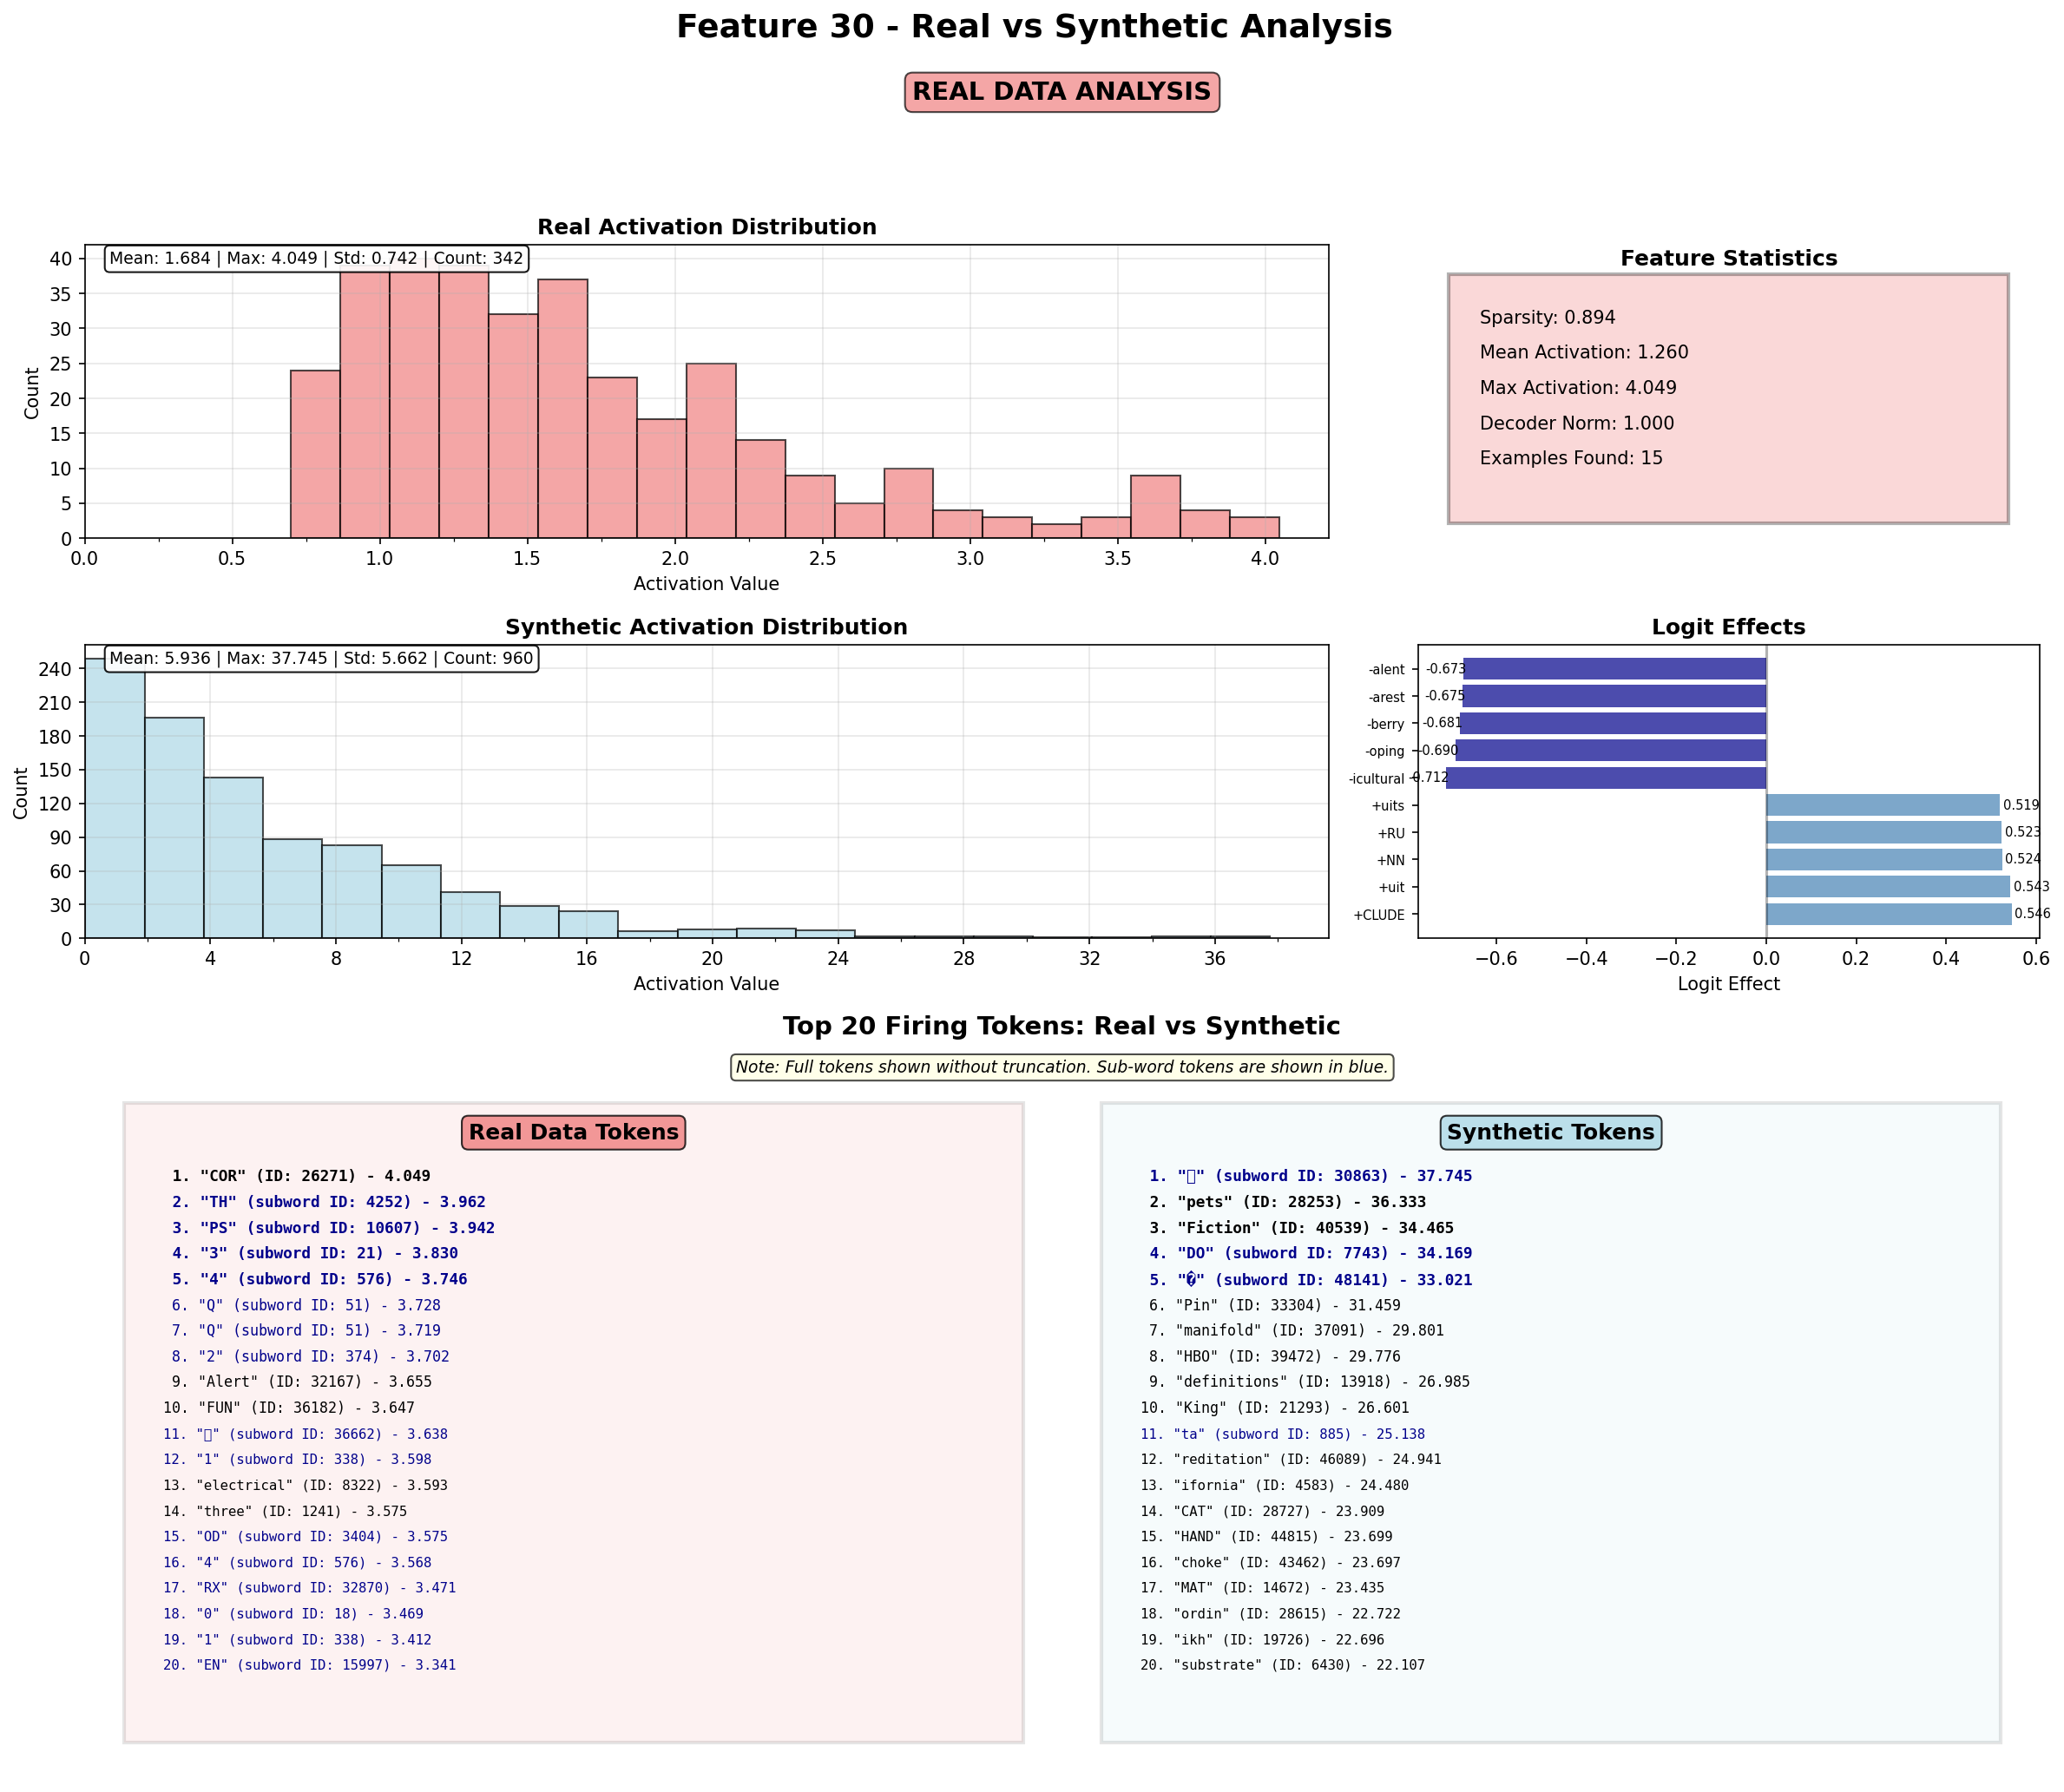 Feature 30 - Real vs Synthetic Analysis
REAL DATA ANALYSIS
Real Activation Distribution
Mean: 1.684 | Max: 4.049 | Std: 0.742 | Count: 342
Count
40
35
30
25
20
15
10
5
0
0.0 0.5 1.0 1.5 2.0 2.5 3.0 3.5 4.0
Activation Value
Feature Statistics
Sparsity: 0.894
Mean Activation: 1.260
Max Activation: 4.049
Decoder Norm: 1.000
Examples Found: 15
Synthetic Activation Distribution
Mean: 5.936 | Max: 37.745 | Std: 5.662 | Count: 960
Count
240
210
180
150
120
90
60
30
0
0 4 8 12 16 20 24 28 32 36
Activation Value
Logit Effects
-alent -0.673
-arest -0.675
-berry -0.681
-oping -0.690
-icultural -0.712
+uits 0.519
+RU 0.523
+NN 0.524
+uit 0.543
+CLUDE 0.546
−0.6 −0.4 −0.2 0.0 0.2 0.4 0.6
Logit Effect
Top 20 Firing Tokens: Real vs Synthetic
Note: Full tokens shown without truncation. Sub-word tokens are shown in blue.
Real Data Tokens
1. "COR" (ID: 26271) - 4.049
2. "TH" (subword ID: 4252) - 3.962
3. "PS" (subword ID: 10607) - 3.942
4. "3" (subword ID: 21) - 3.830
5. "4" (subword ID: 576) - 3.746
6. "Q" (subword ID: 51) - 3.728
7. "Q" (subword ID: 51) - 3.719
8. "2" (subword ID: 374) - 3.702
9. "Alert" (ID: 32167) - 3.655
10. "FUN" (ID: 36182) - 3.647
11. "▯" (subword ID: 36662) - 3.638
12. "1" (subword ID: 338) - 3.598
13. "electrical" (ID: 8322) - 3.593
14. "three" (ID: 1241) - 3.575
15. "OD" (subword ID: 3404) - 3.575
16. "4" (subword ID: 576) - 3.568
17. "RX" (subword ID: 32870) - 3.471
18. "0" (subword ID: 18) - 3.469
19. "1" (subword ID: 338) - 3.412
20. "EN" (subword ID: 15997) - 3.341
Synthetic Tokens
1. "▯" (subword ID: 30863) - 37.745
2. "pets" (ID: 28253) - 36.333
3. "Fiction" (ID: 40539) - 34.465
4. "DO" (subword ID: 7743) - 34.169
5. "�" (subword ID: 48141) - 33.021
6. "Pin" (ID: 33304) - 31.459
7. "manifold" (ID: 37091) - 29.801
8. "HBO" (ID: 39472) - 29.776
9. "definitions" (ID: 13918) - 26.985
10. "King" (ID: 21293) - 26.601
11. "ta" (subword ID: 885) - 25.138
12. "reditation" (ID: 46089) - 24.941
13. "ifornia" (ID: 4583) - 24.480
14. "CAT" (ID: 28727) - 23.909
15. "HAND" (ID: 44815) - 23.699
16. "choke" (ID: 43462) - 23.697
17. "MAT" (ID: 14672) - 23.435
18. "ordin" (ID: 28615) - 22.722
19. "ikh" (ID: 19726) - 22.696
20. "substrate" (ID: 6430) - 22.107